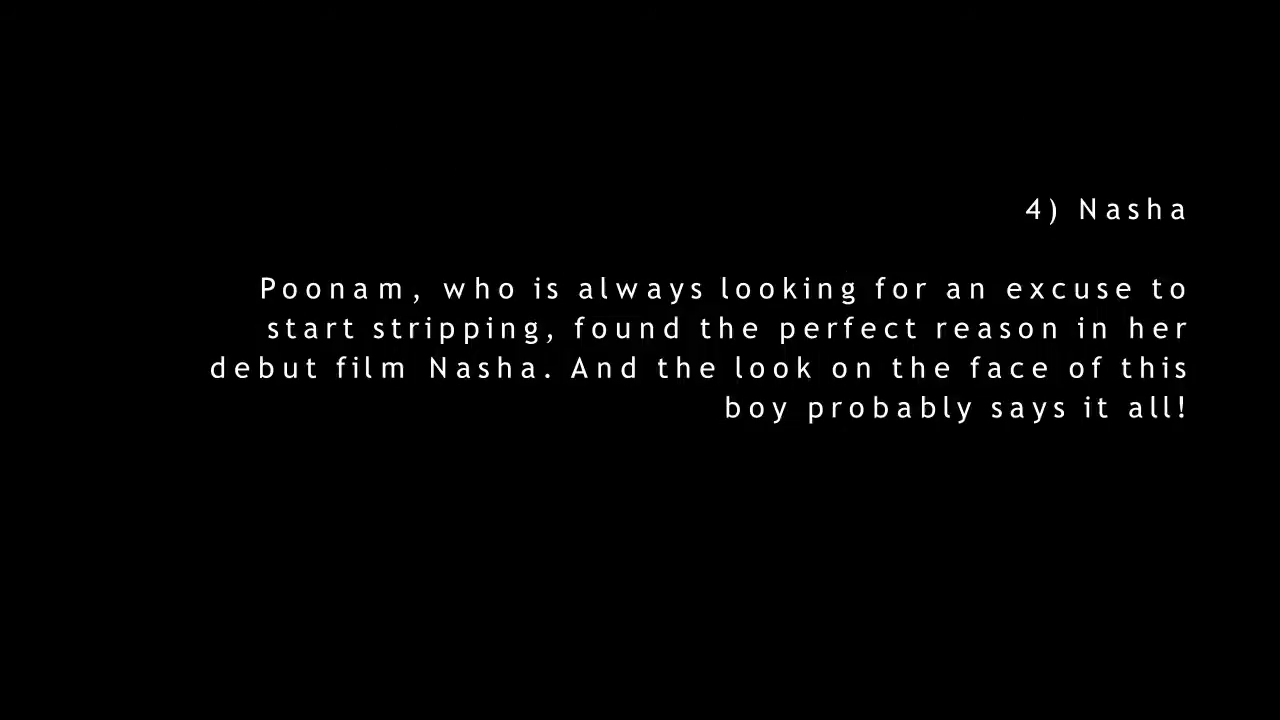 4) Nasha
Poonam, who is always looking for an excuse to
start stripping, found the perfect reason in her
debut film Nasha. And the look on the face of this
boy probably says it all!